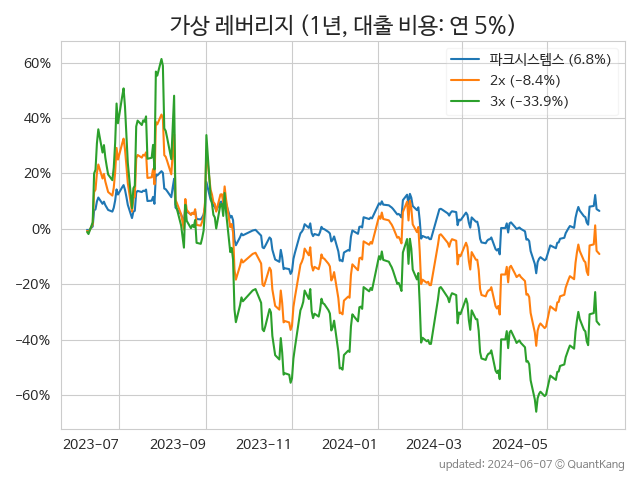 가상 레버리지 (1년, 대출 비용: 연 5%)
파크시스템스 (6.8%)
2x (−8.4%)
3x (−33.9%)
60%
40%
20%
0%
−20%
−40%
−60%
2023−07
2023−09
2023−11
2024−01
2024−03
2024−05
updated: 2024-06-07 © QuantKang